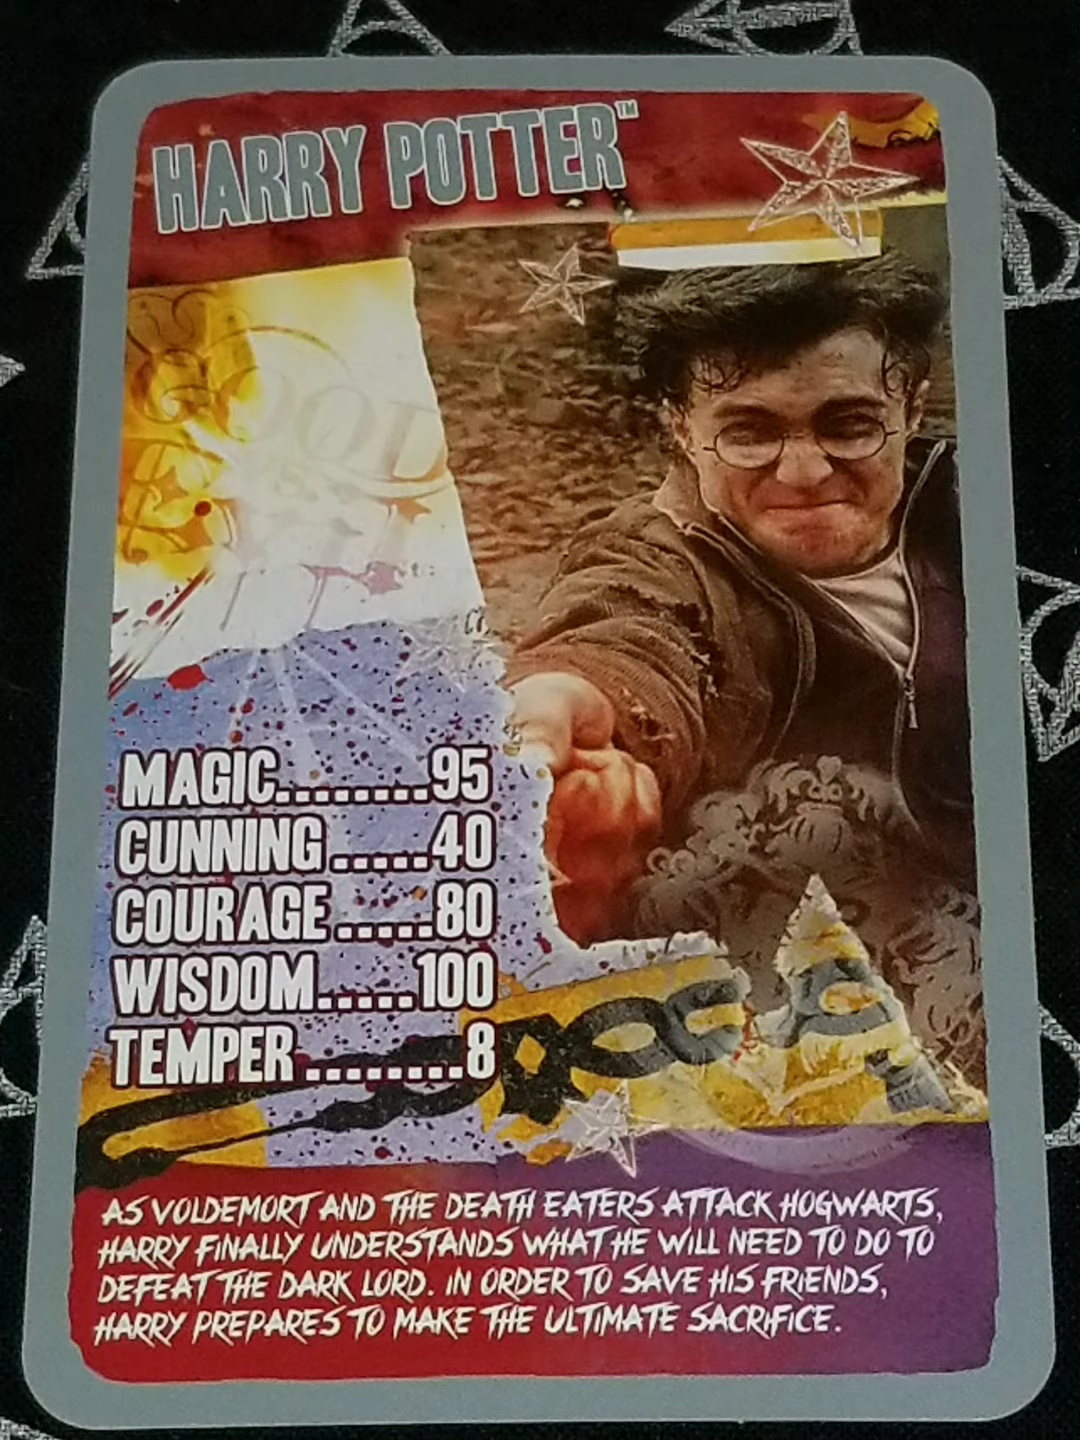 HARRY POTTER™
GOOD
VS.
MAGIC........95
CUNNING.....40
COURAGE.....80
WISDOM.....100
TEMPER........8
AS VOLDEMORT AND THE DEATH EATERS ATTACK HOGWARTS,
HARRY FINALLY UNDERSTANDS WHAT HE WILL NEED TO DO TO
DEFEAT THE DARK LORD. IN ORDER TO SAVE HIS FRIENDS,
HARRY PREPARES TO MAKE THE ULTIMATE SACRIFICE.